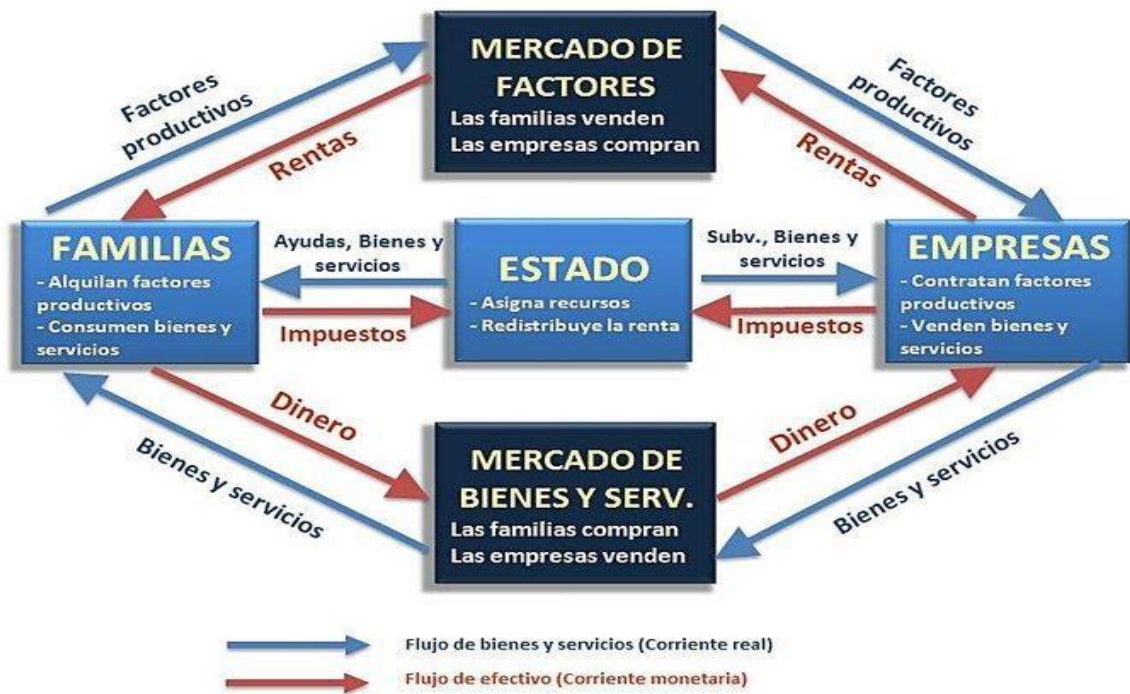 MERCADO DE
FACTORES
Las familias venden
Las empresas compran
Factores
productivos
Rentas
Factores
productivos
Rentas
FAMILIAS
- Alquilan factores
productivos
- Consumen bienes y
servicios
Ayudas, Bienes y
servicios
Impuestos
ESTADO
- Asigna recursos
- Redistribuye la renta
Subv., Bienes y
servicios
Impuestos
EMPRESAS
- Contratan factores
productivos
- Venden bienes y
servicios
Dinero
Bienes y servicios
MERCADO DE
BIENES Y SERV.
Las familias compran
Las empresas venden
Dinero
Bienes y servicios
Flujo de bienes y servicios (Corriente real)
Flujo de efectivo (Corriente monetaria)